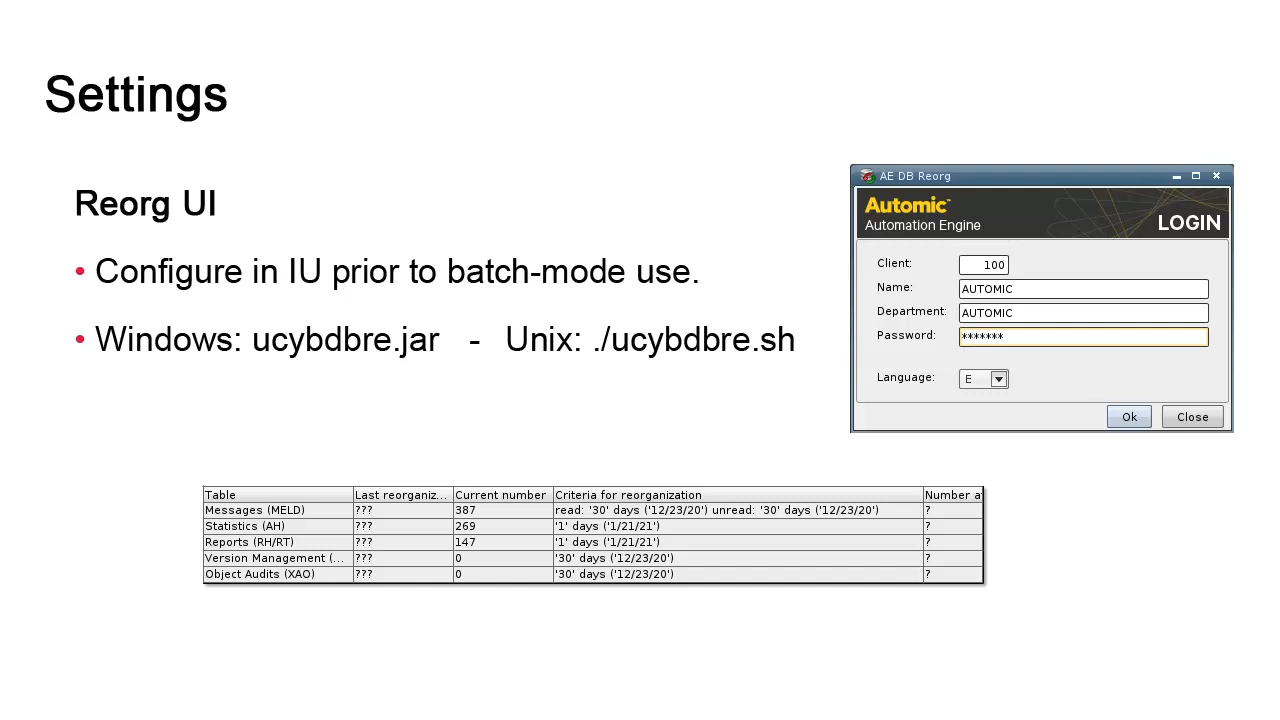 Settings
Reorg UI
• Configure in IU prior to batch-mode use.
• Windows: ucybdbre.jar - Unix: ./ucybdbre.sh
AE DB Reorg
Automic
Automation Engine
LOGIN
Client: 100
Name: AUTOMIC
Department: AUTOMIC
Password: *******
Language: E
Ok Close
Table Last reorganiz... Current number Criteria for reorganization Number a
Messages (MELD) ??? 387 read: '30' days ('12/23/20') unread: '30' days ('12/23/20') ?
Statistics (AH) ??? 269 '1' days ('1/21/21') ?
Reports (RH/RT) ??? 147 '1' days ('1/21/21') ?
Version Management (... ??? 0 '30' days ('12/23/20') ?
Object Audits (XAO) ??? 0 '30' days ('12/23/20') ?